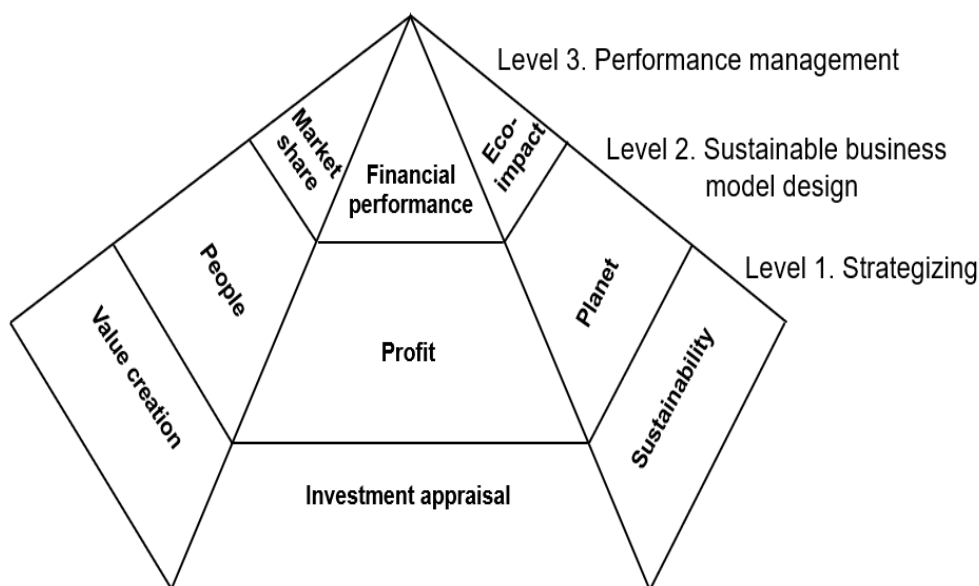 Level 3. Performance management
Market
share
Eco-
impact
Financial
performance
Level 2. Sustainable business
model design
People
Profit
Planet
Level 1. Strategizing
Value creation
Investment appraisal
Sustainability